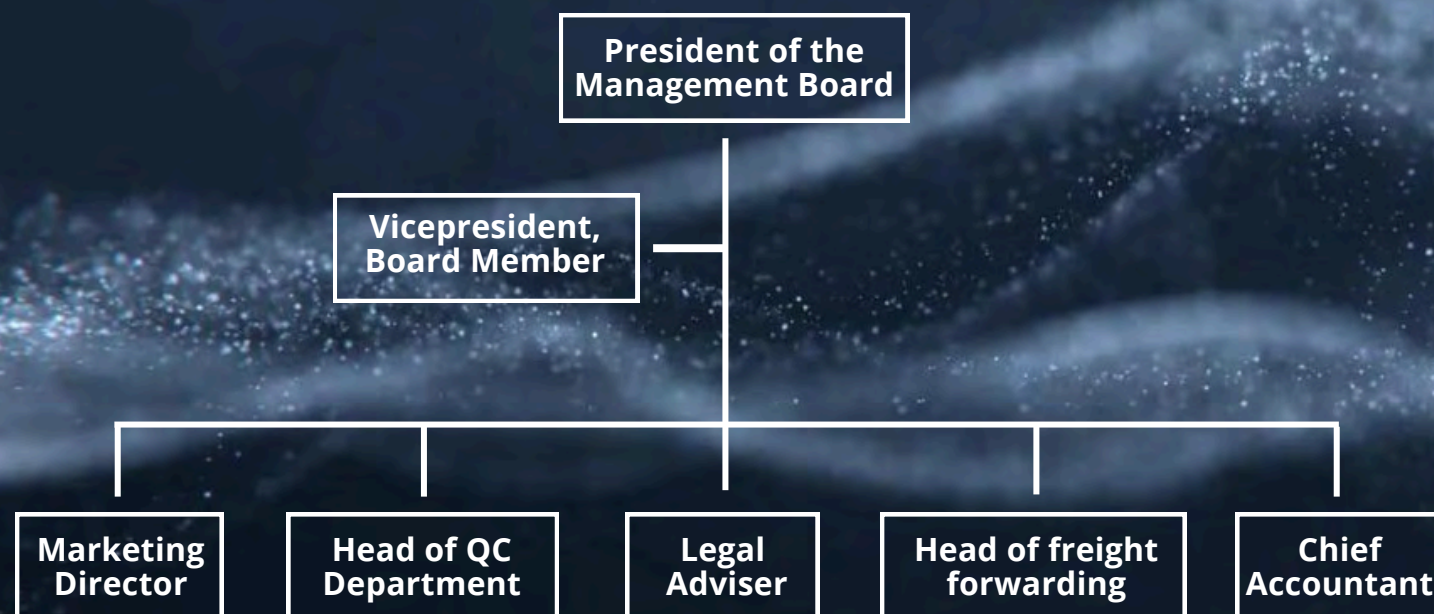 President of the
Management Board
Vicepresident,
Board Member
Marketing
Director
Head of QC
Department
Legal
Adviser
Head of freight
forwarding
Chief
Accountant